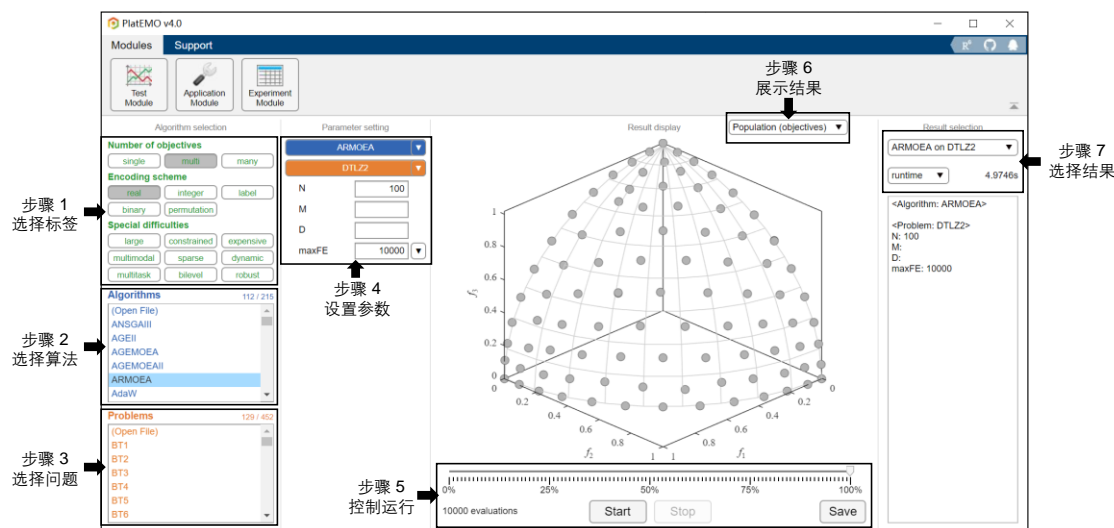 PlatEMO v4.0
Modules
Support
Test
Module
Application
Module
Experiment
Module
步骤 6
展示结果
Algorithm selection
Parameter setting
Result display
Population (objectives)
Result selection
步骤 1
选择标签
Number of objectives
single
multi
many
Encoding scheme
real
integer
label
binary
permutation
Special difficulties
large
constrained
expensive
multimodal
sparse
dynamic
multitask
bilevel
robust
步骤 2
选择算法
Algorithms
112 / 215
(Open File)
ANSGAIII
AGEII
AGEMOEA
AGEMOEAII
ARMOEA
AdaW
步骤 3
选择问题
Problems
129 / 452
(Open File)
BT1
BT2
BT3
BT4
BT5
BT6
ARMOEA
DTLZ2
N
100
M
D
maxFE
10000
步骤 4
设置参数
1
0.8
0.6
f3
0.4
0.2
0
0
0
0.2
0.2
0.4
0.4
0.6
0.6
0.8
0.8
f2
1
1
f1
步骤 5
控制运行
0%
25%
50%
75%
100%
10000 evaluations
Start
Stop
Save
步骤 7
选择结果
ARMOEA on DTLZ2
runtime
4.9746s
<Algorithm: ARMOEA>
<Problem: DTLZ2>
N: 100
M:
D:
maxFE: 10000